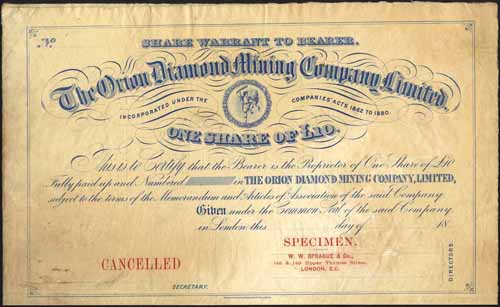 No.
SHARE WARRANT TO BEARER.
The Orion Diamond Mining Company, Limited.
INCORPORATED UNDER THE COMPANIES' ACTS 1862 TO 1880.
ONE SHARE OF £10.
This is to Certify that the Bearer is the Proprietor of One Share of £10
Fully paid up and Numbered in THE ORION DIAMOND MINING COMPANY, LIMITED,
subject to the terms of the Memorandum and Articles of Association of the said Company.
Given under the Common Seal of the said Company,
in London this day of 18
SPECIMEN.
W. W. SPRAGUE & Co.,
Upper Thames Street,
LONDON, E.C.
CANCELLED
SECRETARY.
DIRECTORS